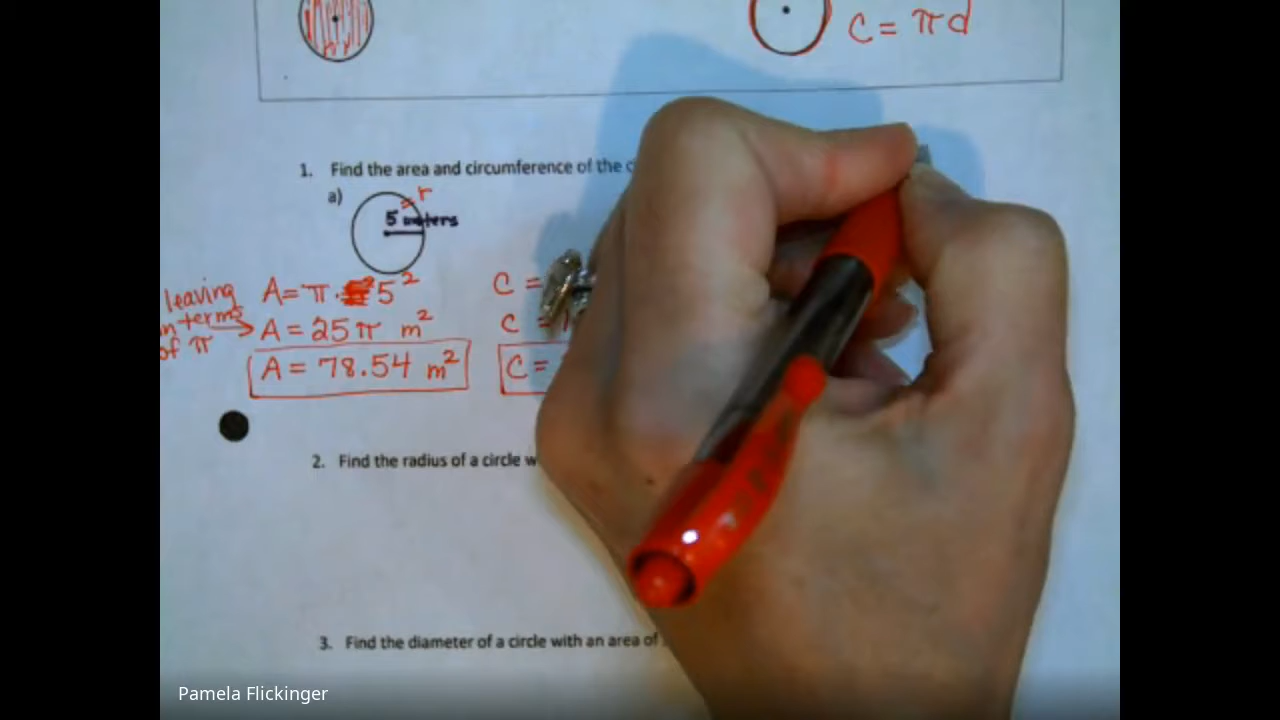 C = πd
1. Find the area and circumference of the
a)
= r
5 meters
leaving
in terms
of π
A = π · 5²
A = 25π m²
A = 78.54 m²
C =
C =
C =
2. Find the radius of a circle
3. Find the diameter of a circle with an area of
Pamela Flickinger